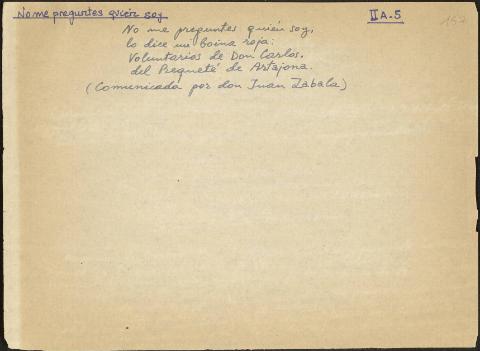 No me preguntes quién soy
II A-5
147
No me preguntes quién soy,
lo dice mi boina roja:
Voluntarios de Don Carlos,
del Requeté de Artajona.
(Comunicada por don Juan Zabala)